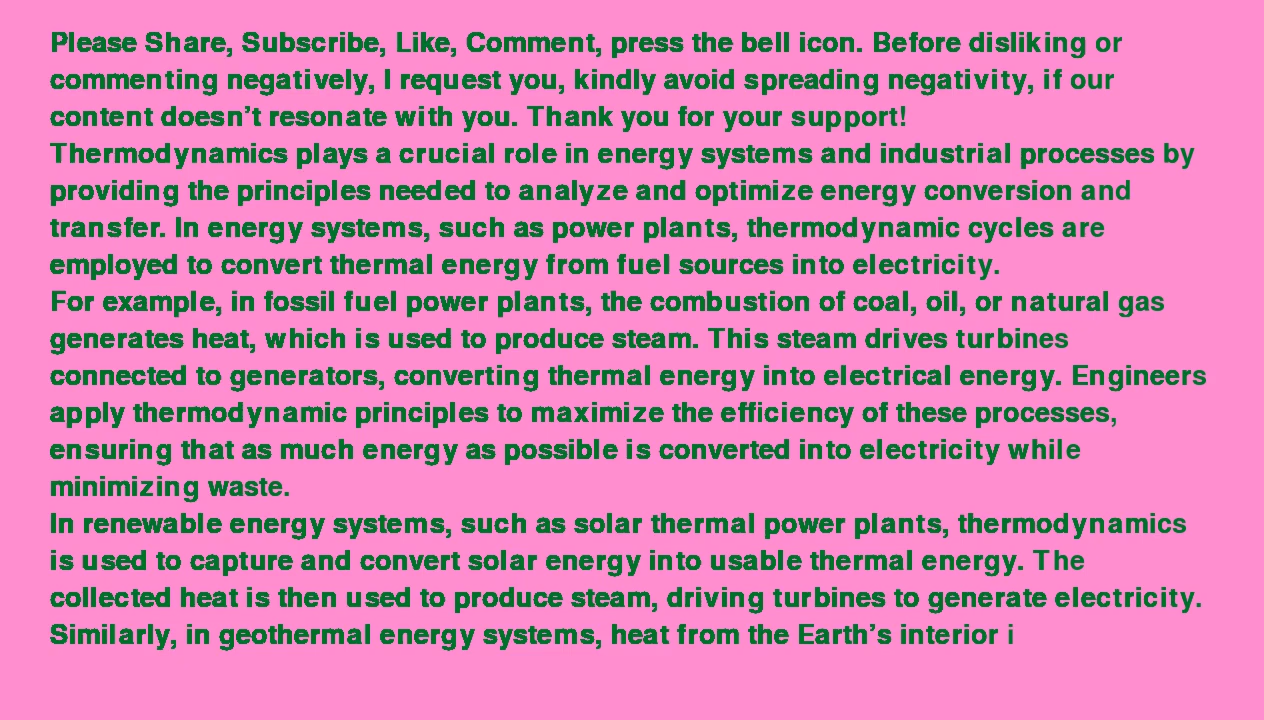 Please Share, Subscribe, Like, Comment, press the bell icon. Before disliking or
commenting negatively, I request you, kindly avoid spreading negativity, if our
content doesn’t resonate with you. Thank you for your support!
Thermodynamics plays a crucial role in energy systems and industrial processes by
providing the principles needed to analyze and optimize energy conversion and
transfer. In energy systems, such as power plants, thermodynamic cycles are
employed to convert thermal energy from fuel sources into electricity.
For example, in fossil fuel power plants, the combustion of coal, oil, or natural gas
generates heat, which is used to produce steam. This steam drives turbines
connected to generators, converting thermal energy into electrical energy. Engineers
apply thermodynamic principles to maximize the efficiency of these processes,
ensuring that as much energy as possible is converted into electricity while
minimizing waste.
In renewable energy systems, such as solar thermal power plants, thermodynamics
is used to capture and convert solar energy into usable thermal energy. The
collected heat is then used to produce steam, driving turbines to generate electricity.
Similarly, in geothermal energy systems, heat from the Earth’s interior i